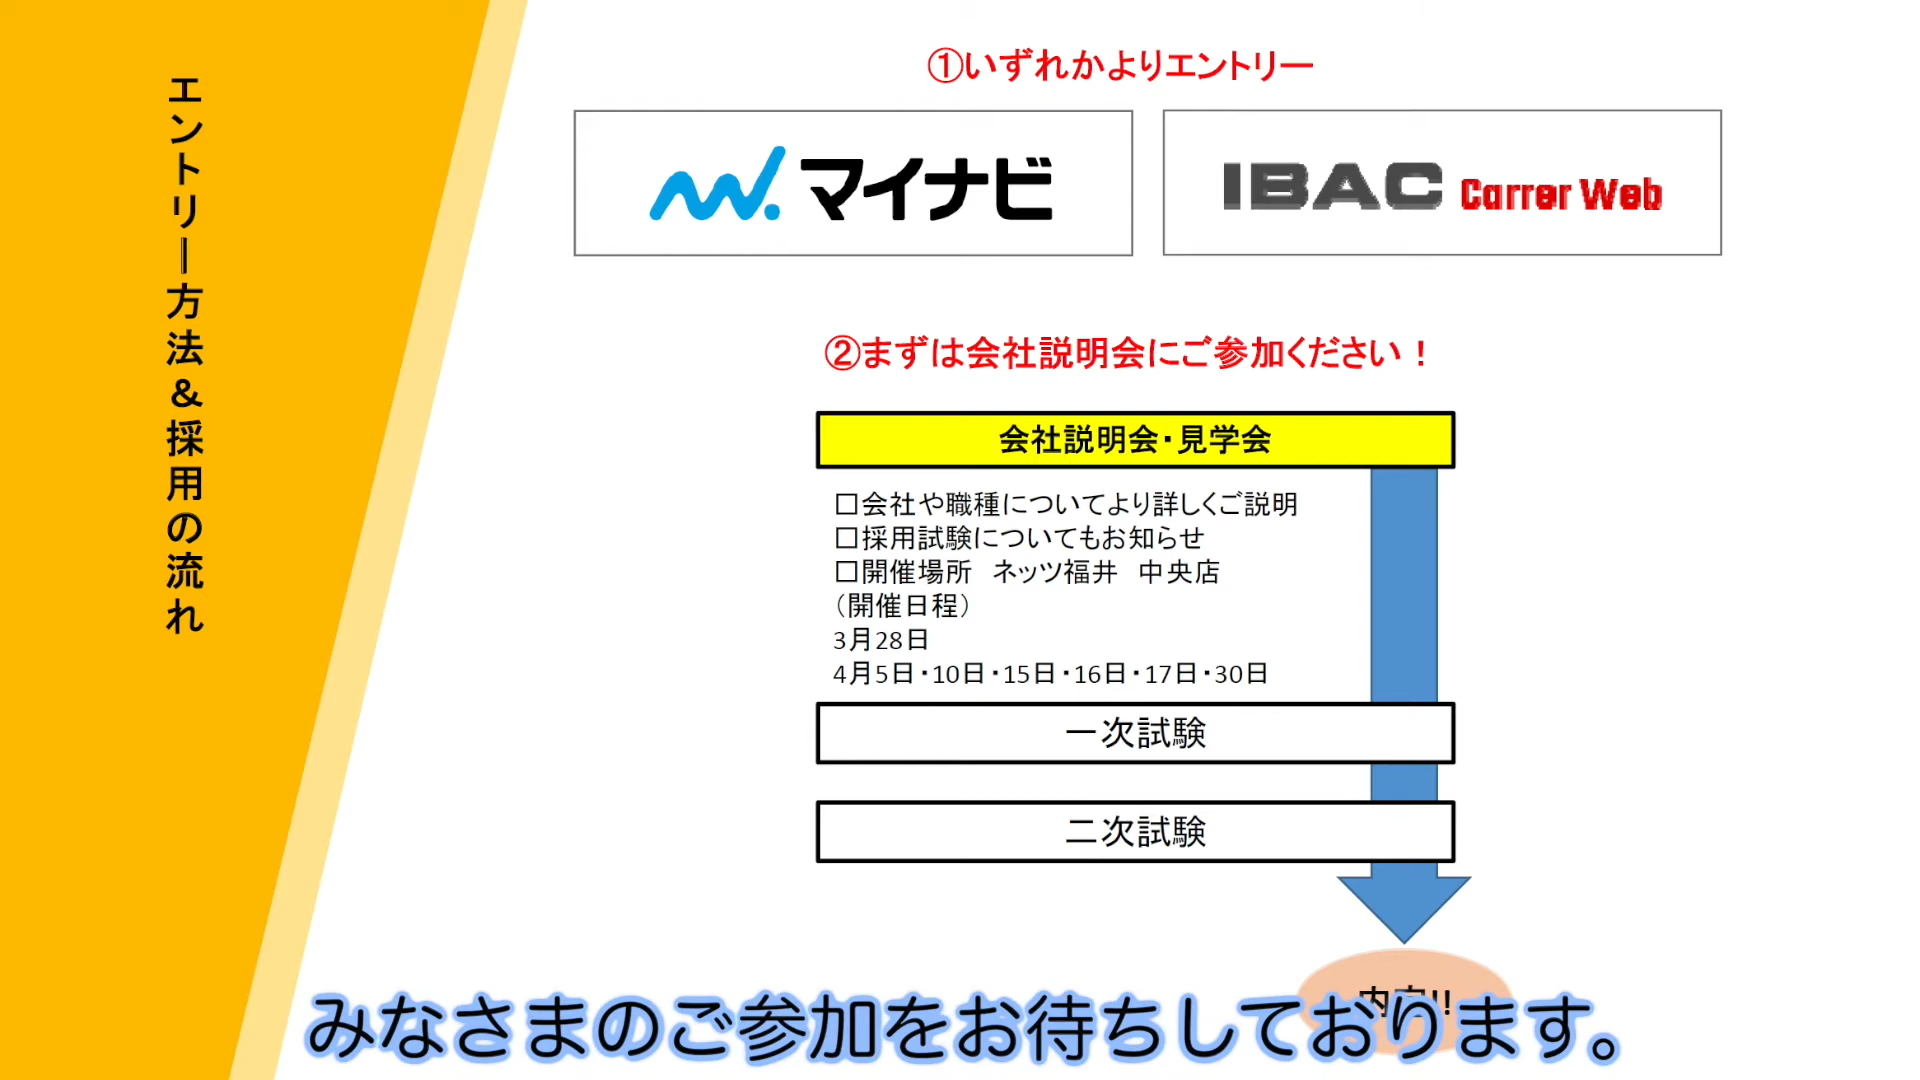 エントリー方法＆採用の流れ
①いずれかよりエントリー
マイナビ
IBAC Carrer Web
②まずは会社説明会にご参加ください！
会社説明会・見学会
□会社や職種についてより詳しくご説明
□採用試験についてもお知らせ
□開催場所　ネッツ福井　中央店
（開催日程）
3月28日
4月5日・10日・15日・16日・17日・30日
一次試験
二次試験
みなさまのご参加をお待ちしております。